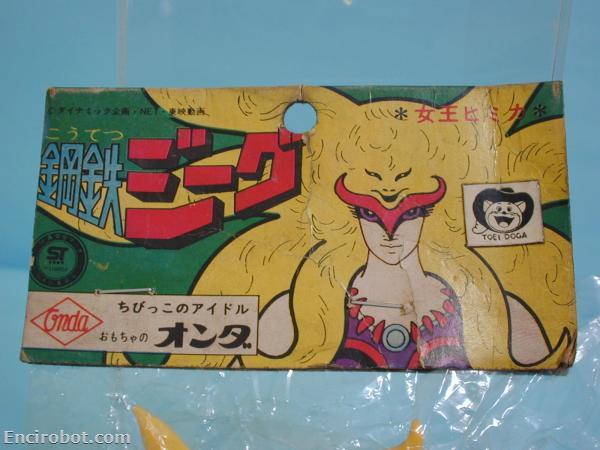 ©ダイナミック企画・NET・東映動画
こうてつ
鋼鉄ジーグ
*女王ヒミカ*
TOEI DOGA
ST
Onda
ちびっこのアイドル
おもちゃの オンダ
Encirobot.com